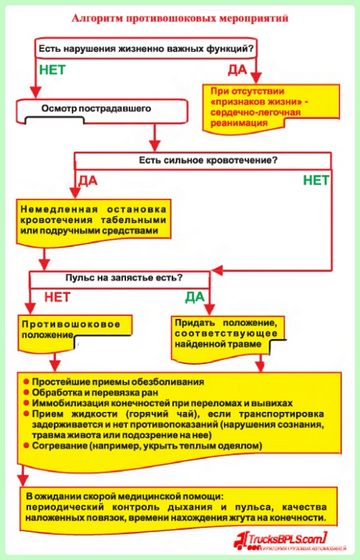 Алгоритм противошоковых мероприятий
Есть нарушения жизненно важных функций?
НЕТ
ДА
Осмотр пострадавшего
При отсутствии
«признаков жизни» -
сердечно-легочная
реанимация
Есть сильное кровотечение?
ДА
НЕТ
Немедленная остановка
кровотечения табельными
или подручными средствами
Пульс на запястье есть?
НЕТ
ДА
Противошоковое
положение
Придать положение,
соответствующее
найденной травме
Простейшие приемы обезболивания
Обработка и перевязка ран
Иммобилизация конечностей при переломах и вывихах
Прием жидкости (горячий чай), если транспортировка
задерживается и нет противопоказаний (нарушения сознания,
травма живота или подозрение на нее)
Согревание (например, укрыть теплым одеялом)
В ожидании скорой медицинской помощи:
периодический контроль дыхания и пульса, качества
наложенных повязок, времени нахождения жгута на конечности.
TrucksBPLS.com